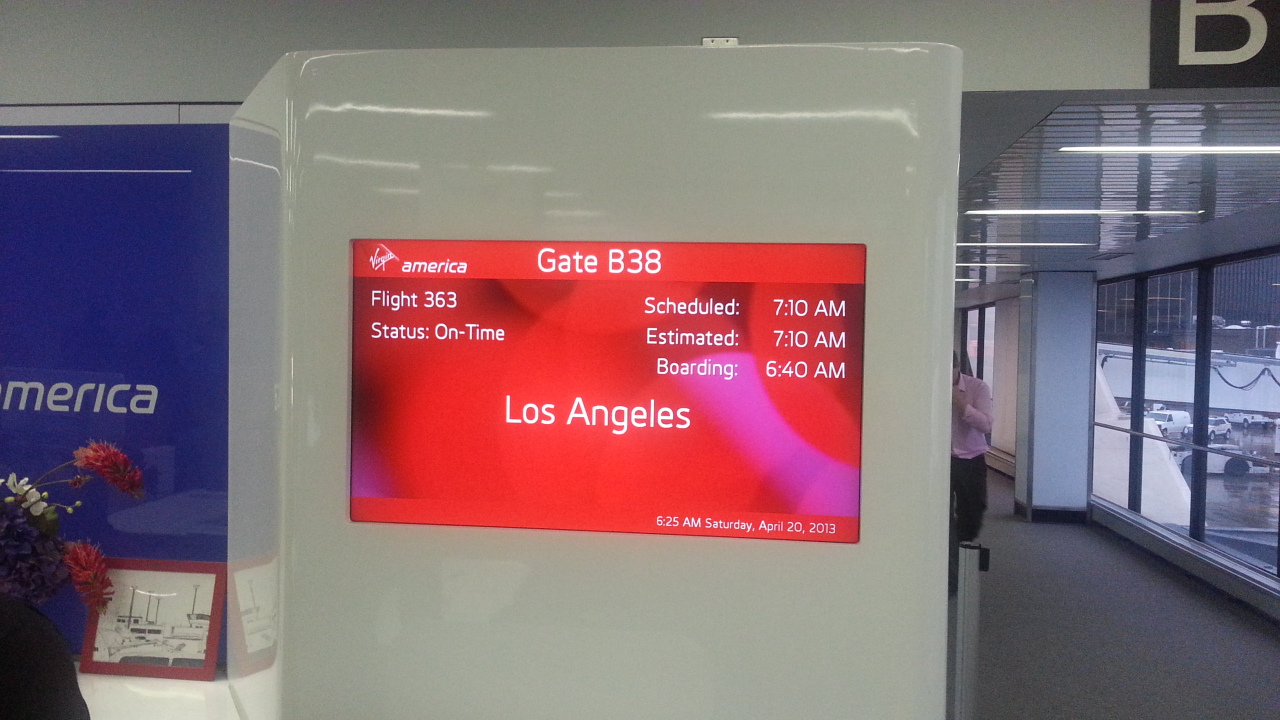 B
Virgin america
Gate B38
Flight 363
Status: On-Time
Scheduled: 7:10 AM
Estimated: 7:10 AM
Boarding: 6:40 AM
Los Angeles
6:25 AM Saturday, April 20, 2013
america